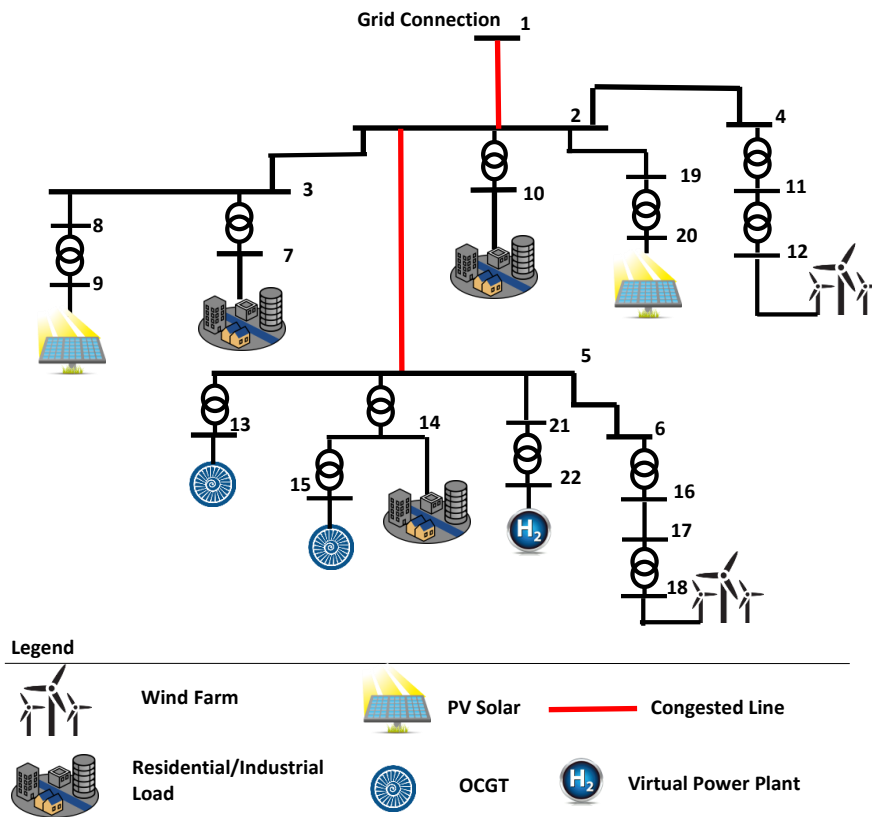 Grid Connection 1
2
4
3
10
19
11
8
7
20
12
9
5
13
14
21
6
15
22
16
17
18
H2
Legend
Wind Farm
PV Solar
Congested Line
Residential/Industrial
Load
OCGT
H2
Virtual Power Plant